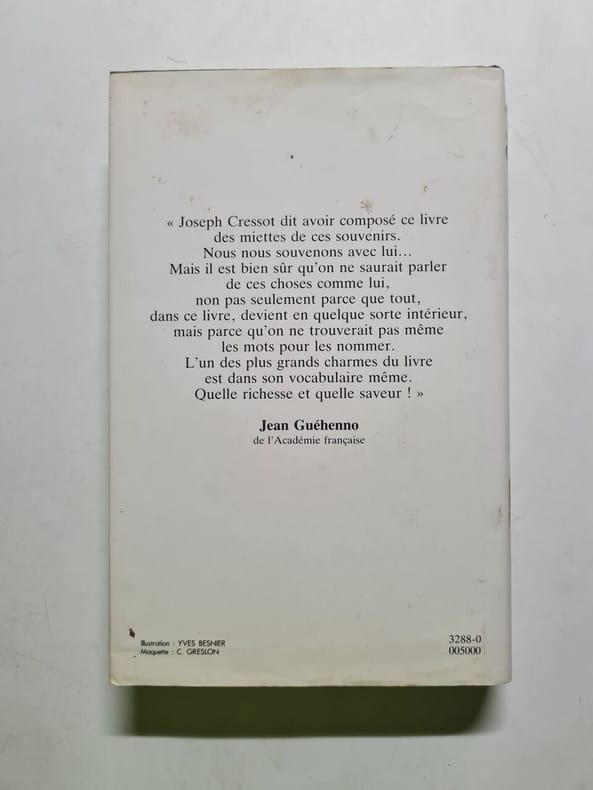 « Joseph Cressot dit avoir composé ce livre
des miettes de ces souvenirs.
Nous nous souvenons avec lui...
Mais il est bien sûr qu'on ne saurait parler
de ces choses comme lui,
non pas seulement parce que tout,
dans ce livre, devient en quelque sorte intérieur,
mais parce qu'on ne trouverait pas même
les mots pour les nommer.
L'un des plus grands charmes du livre
est dans son vocabulaire même.
Quelle richesse et quelle saveur ! »
Jean Guéhenno
de l'Académie française
Illustration : YVES BESNIER
Maquette : C. GRESLON
3288-0
005000